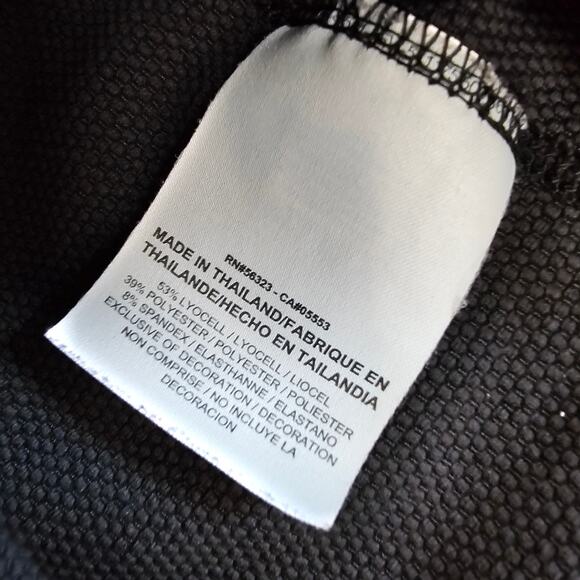 RN#56323 - CA#05553
MADE IN THAILAND/FABRIQUE EN
THAILANDE/HECHO EN TAILANDIA
53% LYOCELL / LYOCELL / LIOCEL
39% POLYESTER / POLYESTER / POLIESTER
8% SPANDEX / ELASTHANNE / ELASTANO
EXCLUSIVE OF DECORATION / DECORATION
NON COMPRISE / NO INCLUYE LA
DECORACION